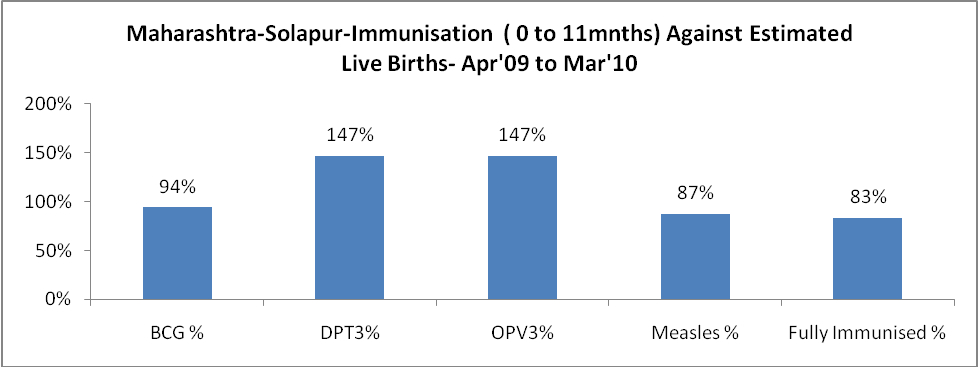 Maharashtra-Solapur-Immunisation ( 0 to 11mnths) Against Estimated
Live Births- Apr'09 to Mar'10
200%
150%
100%
50%
0%
94%
147%
147%
87%
83%
BCG %
DPT3%
OPV3%
Measles %
Fully Immunised %